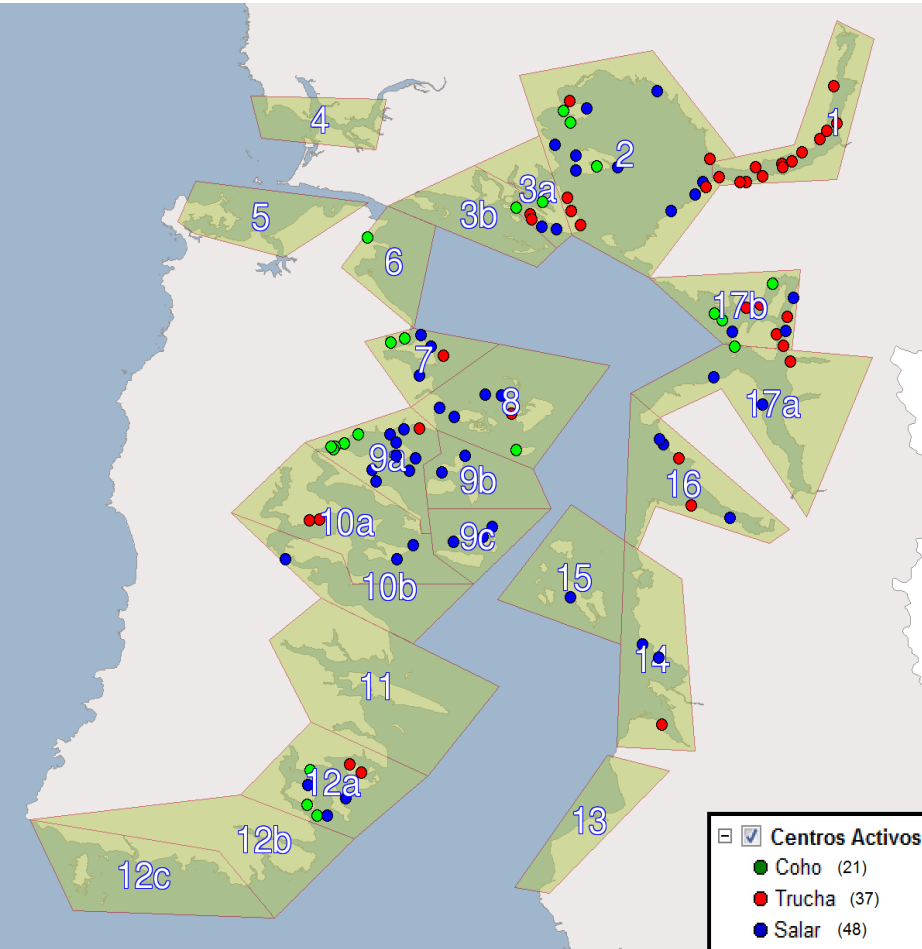 1
4
2
3a
3b
5
6
17b
7
8
17a
9a
9b
16
10a
9c
15
10b
14
11
12a
13
12b
12c
Centros Activos
Coho (21)
Trucha (37)
Salar (48)